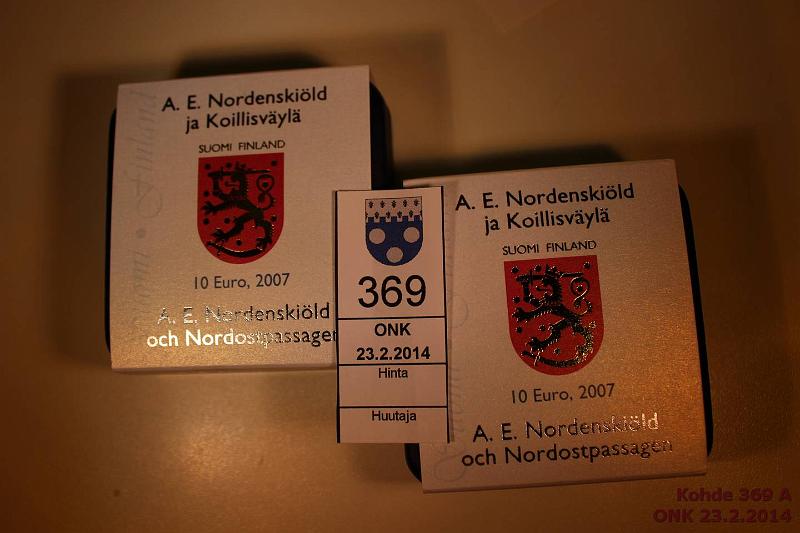 A. E. Nordenskiöld
ja Koillisväylä
SUOMI FINLAND
10 Euro, 2007
A. E. Nordenskiöld
och Nordostpassagen
369
ONK
23.2.2014
Hinta
Huutaja
A. E. Nordenskiöld
ja Koillisväylä
SUOMI FINLAND
10 Euro, 2007
A. E. Nordenskiöld
och Nordostpassagen
Kohde 369 A
ONK 23.2.2014